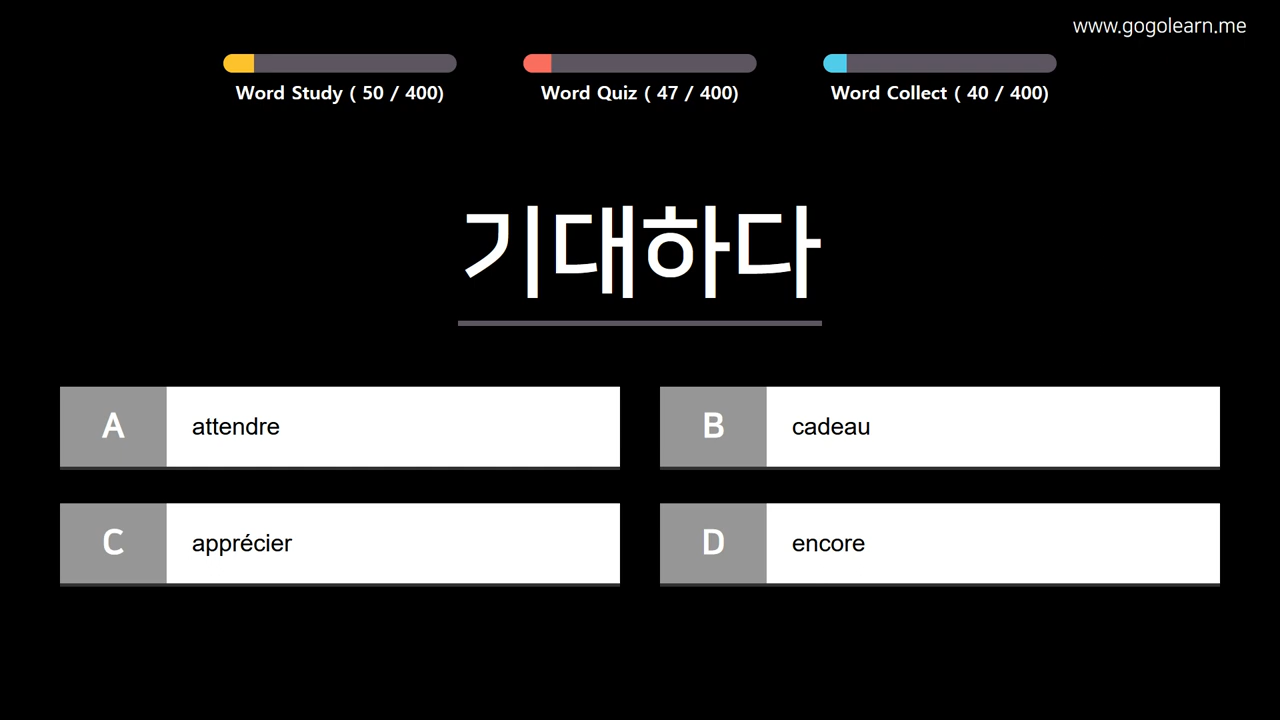 www.gogolearn.me
Word Study ( 50 / 400)
Word Quiz ( 47 / 400)
Word Collect ( 40 / 400)
기대하다
A attendre
B cadeau
C apprécier
D encore